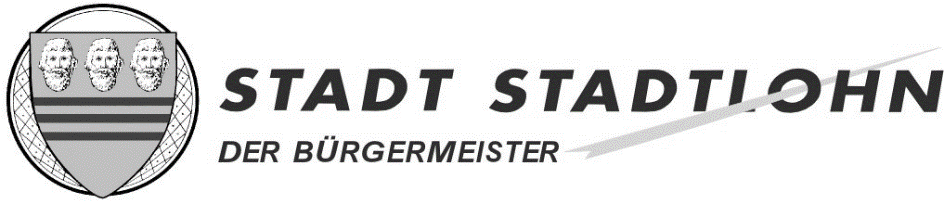 STADT STADTLOHN
DER BÜRGERMEISTER